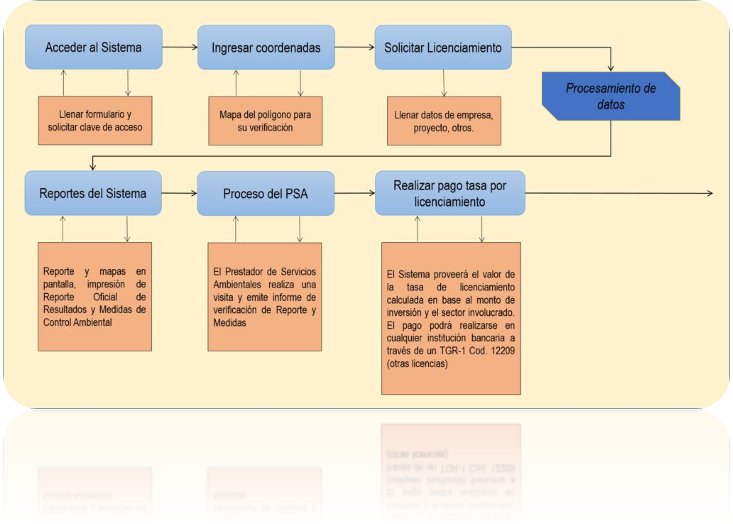 Acceder al Sistema
Ingresar coordenadas
Solicitar Licenciamiento
Procesamiento de
datos
Llenar formulario y
solicitar clave de acceso
Mapa del polígono para
su verificación
Llenar datos de empresa,
proyecto, otros.
Reportes del Sistema
Proceso del PSA
Realizar pago tasa por
licenciamiento
Reporte y mapas en
pantalla, impresión de
Reporte Oficial de
Resultados y Medidas de
Control Ambiental
El Prestador de Servicios
Ambientales realiza una
visita y emite informe de
verificación de Reporte y
Medidas
El Sistema proveerá el valor de
la tasa de licenciamiento
calculada en base al monto de
inversión y el sector involucrado.
El pago podrá realizarse en
cualquier institución bancaria a
través de un TGR-1 Cod. 12209
(otras licencias)